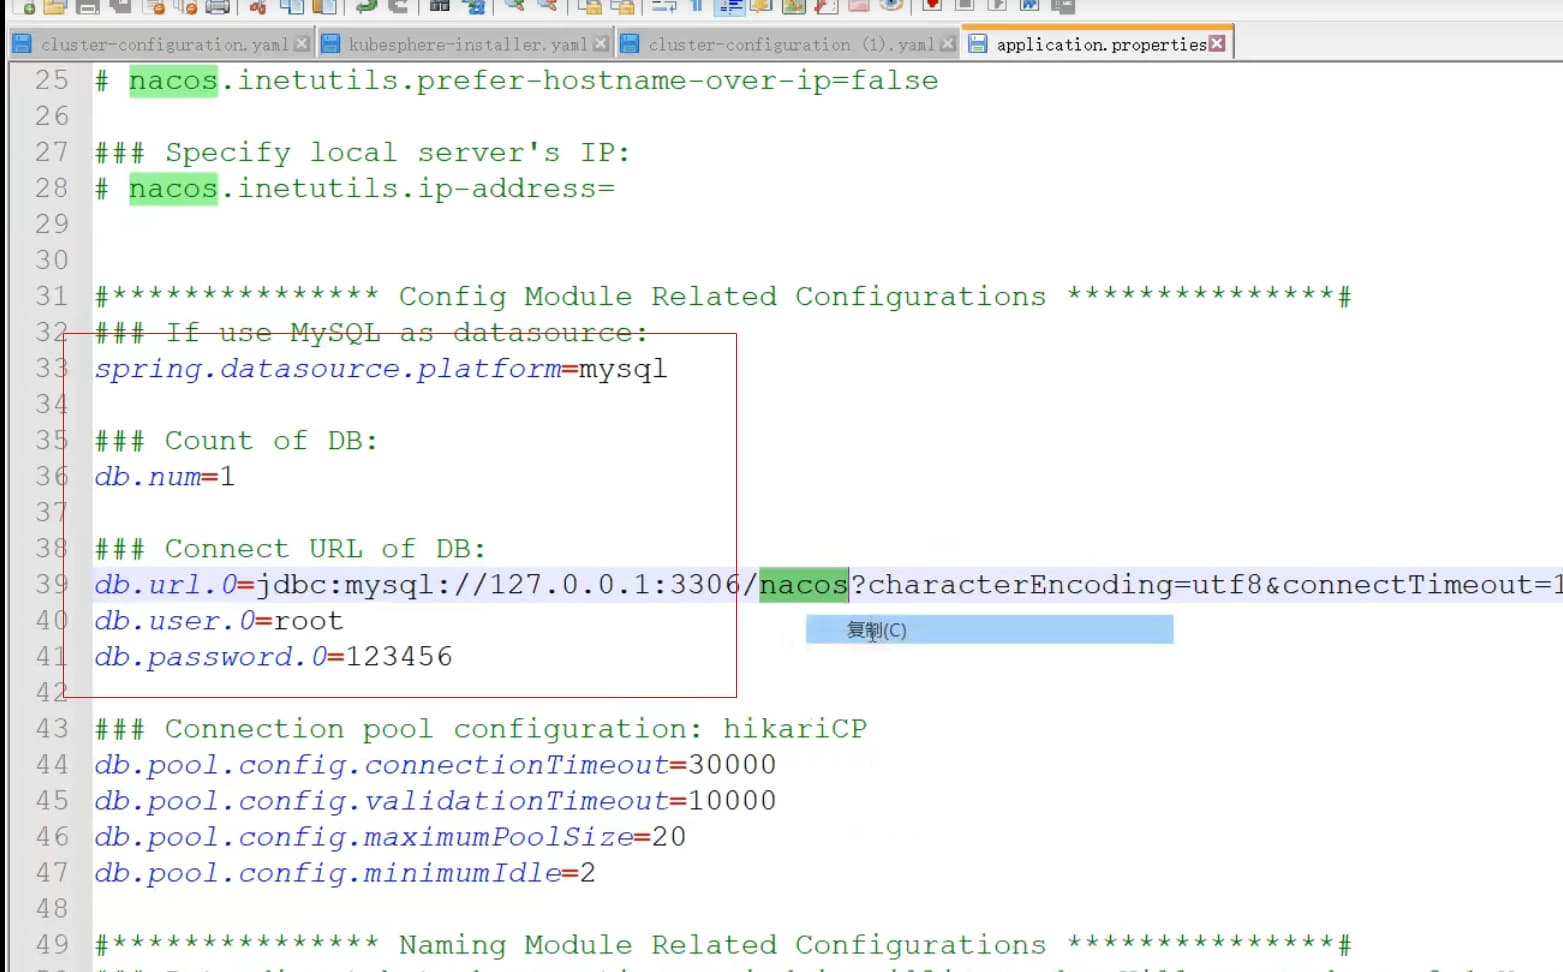 cluster-configuration.yaml kubesphere-installer.yaml cluster-configuration (1).yaml application.properties
25 # nacos.inetutils.prefer-hostname-over-ip=false
26
27 ### Specify local server's IP:
28 # nacos.inetutils.ip-address=
29
30
31 #*************** Config Module Related Configurations ***************#
32 ### If use MySQL as datasource:
33 spring.datasource.platform=mysql
34
35 ### Count of DB:
36 db.num=1
37
38 ### Connect URL of DB:
39 db.url.0=jdbc:mysql://127.0.0.1:3306/nacos?characterEncoding=utf8&connectTimeout=1
40 db.user.0=root
复制(C)
41 db.password.0=123456
42
43 ### Connection pool configuration: hikariCP
44 db.pool.config.connectionTimeout=30000
45 db.pool.config.validationTimeout=10000
46 db.pool.config.maximumPoolSize=20
47 db.pool.config.minimumIdle=2
48
49 #*************** Naming Module Related Configurations ***************#